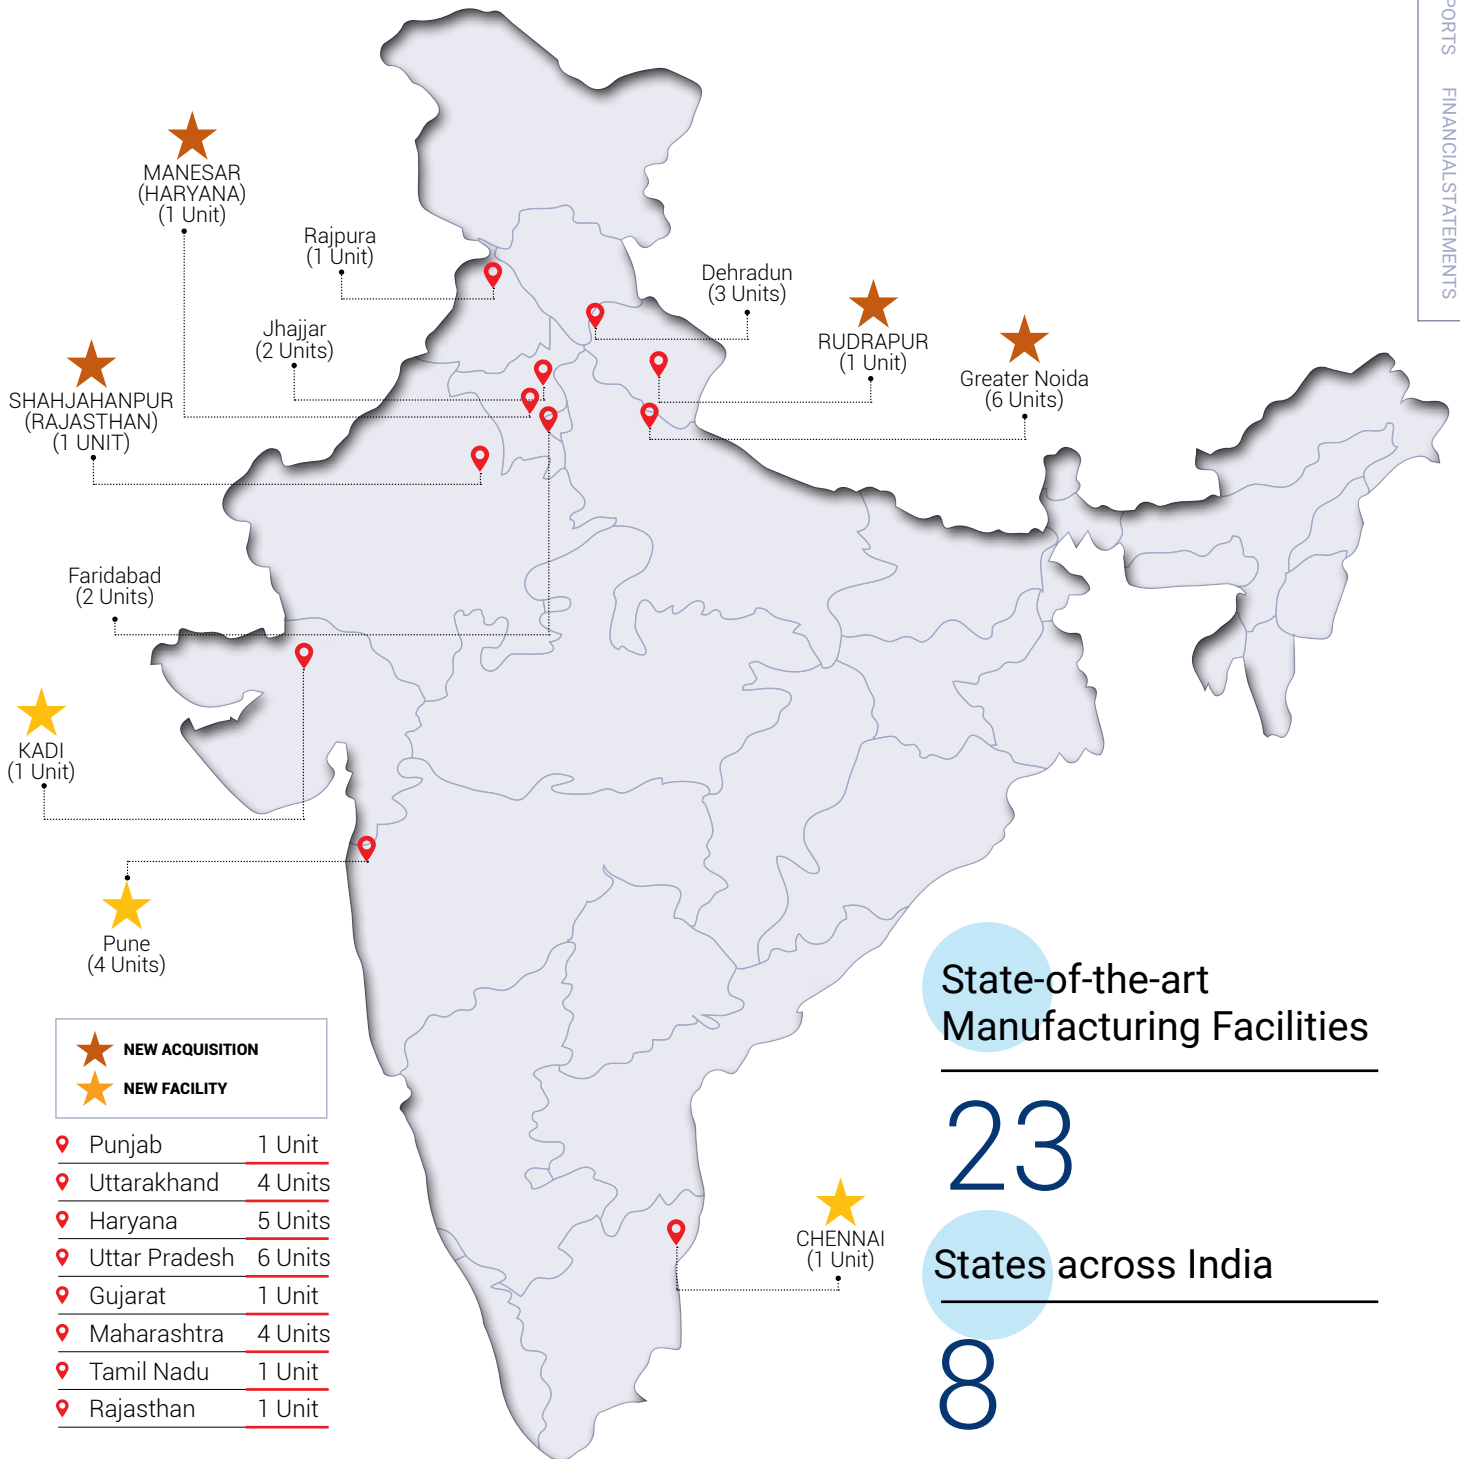 PORTS FINANCIALSTATEMENTS
MANESAR
(HARYANA)
(1 Unit)
Rajpura
(1 Unit)
Dehradun
(3 Units)
Jhajjar
(2 Units)
RUDRAPUR
(1 Unit)
Greater Noida
(6 Units)
SHAHJAHANPUR
(RAJASTHAN)
(1 UNIT)
Faridabad
(2 Units)
KADI
(1 Unit)
Pune
(4 Units)
NEW ACQUISITION
NEW FACILITY
Punjab 1 Unit
Uttarakhand 4 Units
Haryana 5 Units
Uttar Pradesh 6 Units
Gujarat 1 Unit
Maharashtra 4 Units
Tamil Nadu 1 Unit
Rajasthan 1 Unit
CHENNAI
(1 Unit)
State-of-the-art
Manufacturing Facilities
23
States across India
8